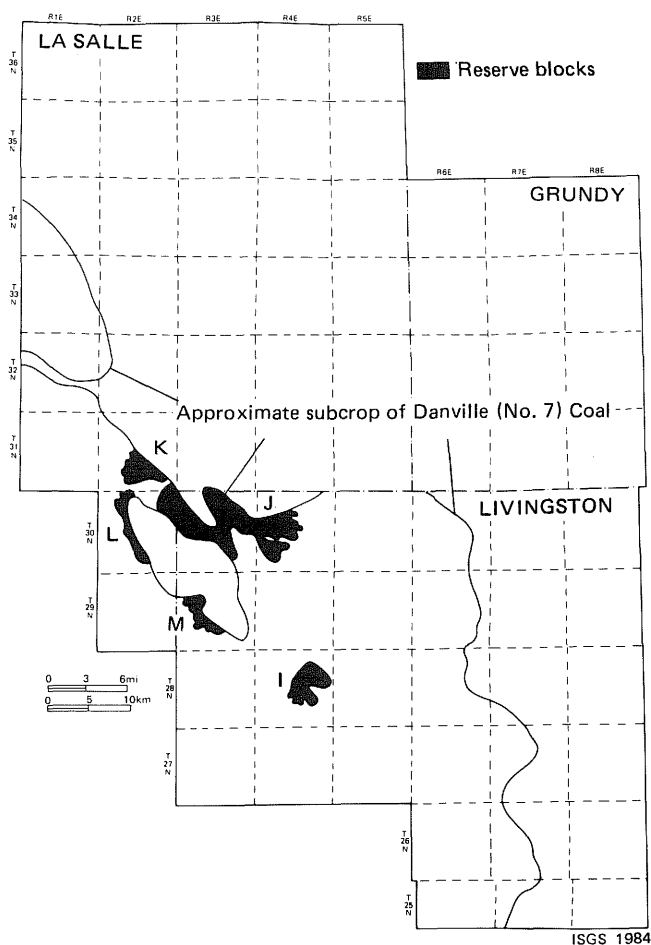 R1E R2E R3E R4E R5E
LA SALLE
T 36 N
Reserve blocks
T 35 N
R6E R7E R8E
GRUNDY
T 34 N
T 33 N
T 32 N
Approximate subcrop of Danville (No. 7) Coal
T 31 N
K
J
LIVINGSTON
L
T 30 N
T 29 N
M
I
0 3 6mi
0 5 10km
T 28 N
T 27 N
T 26 N
T 25 N
ISGS 1984